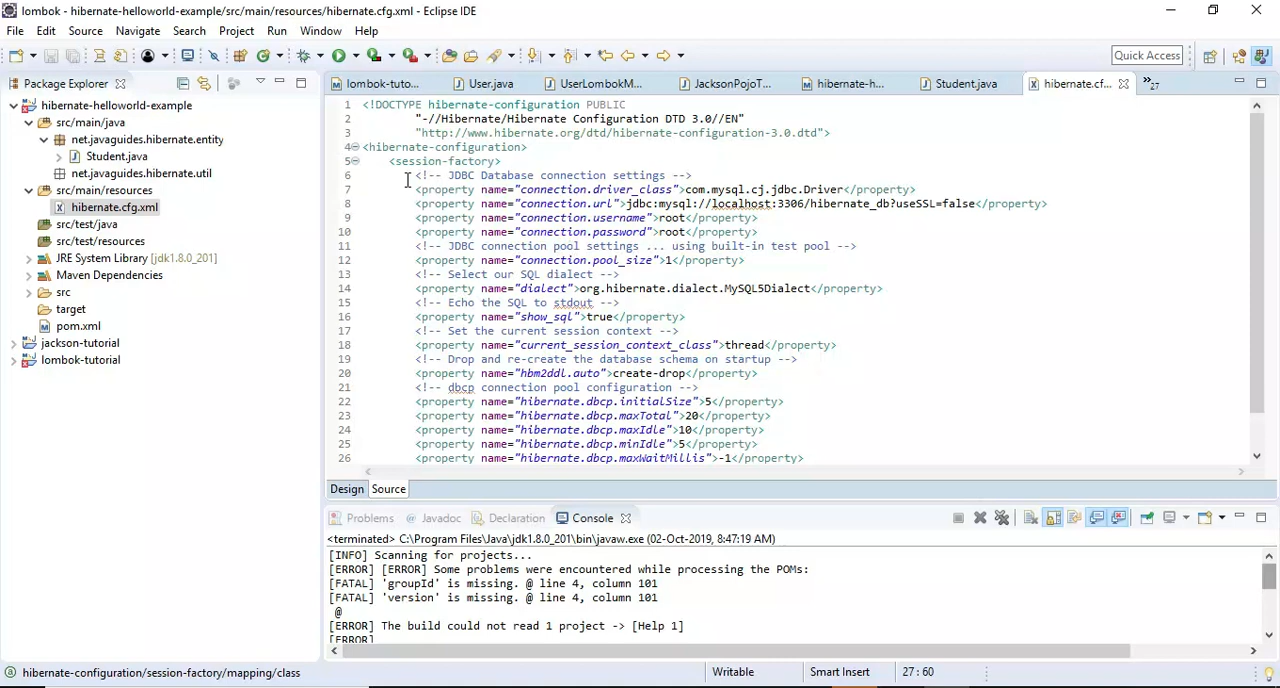 lombok - hibernate-helloworld-example/src/main/resources/hibernate.cfg.xml - Eclipse IDE
File Edit Source Navigate Search Project Run Window Help
Quick Access
Package Explorer
lombok-tuto... User.java UserLombokM... JacksonPojoT... hibernate-h... Student.java hibernate.cf... »27
hibernate-helloworld-example
src/main/java
net.javaguides.hibernate.entity
Student.java
net.javaguides.hibernate.util
src/main/resources
hibernate.cfg.xml
src/test/java
src/test/resources
JRE System Library [jdk1.8.0_201]
Maven Dependencies
src
target
pom.xml
jackson-tutorial
lombok-tutorial
1 <!DOCTYPE hibernate-configuration PUBLIC
2 "-//Hibernate/Hibernate Configuration DTD 3.0//EN"
3 "http://www.hibernate.org/dtd/hibernate-configuration-3.0.dtd">
4 <hibernate-configuration>
5 <session-factory>
6 <!-- JDBC Database connection settings -->
7 <property name="connection.driver_class">com.mysql.cj.jdbc.Driver</property>
8 <property name="connection.url">jdbc:mysql://localhost:3306/hibernate_db?useSSL=false</property>
9 <property name="connection.username">root</property>
10 <property name="connection.password">root</property>
11 <!-- JDBC connection pool settings ... using built-in test pool -->
12 <property name="connection.pool_size">1</property>
13 <!-- Select our SQL dialect -->
14 <property name="dialect">org.hibernate.dialect.MySQL5Dialect</property>
15 <!-- Echo the SQL to stdout -->
16 <property name="show_sql">true</property>
17 <!-- Set the current session context -->
18 <property name="current_session_context_class">thread</property>
19 <!-- Drop and re-create the database schema on startup -->
20 <property name="hbm2ddl.auto">create-drop</property>
21 <!-- dbcp connection pool configuration -->
22 <property name="hibernate.dbcp.initialSize">5</property>
23 <property name="hibernate.dbcp.maxTotal">20</property>
24 <property name="hibernate.dbcp.maxIdle">10</property>
25 <property name="hibernate.dbcp.minIdle">5</property>
26 <property name="hibernate.dbcp.maxWaitMillis">-1</property>
Design Source
Problems @ Javadoc Declaration Console
<terminated> C:\Program Files\Java\jdk1.8.0_201\bin\javaw.exe (02-Oct-2019, 8:47:19 AM)
[INFO] Scanning for projects...
[ERROR] [ERROR] Some problems were encountered while processing the POMs:
[FATAL] 'groupId' is missing. @ line 4, column 101
[FATAL] 'version' is missing. @ line 4, column 101
@
[ERROR] The build could not read 1 project -> [Help 1]
[ERROR]
hibernate-configuration/session-factory/mapping/class Writable Smart Insert 27 : 60